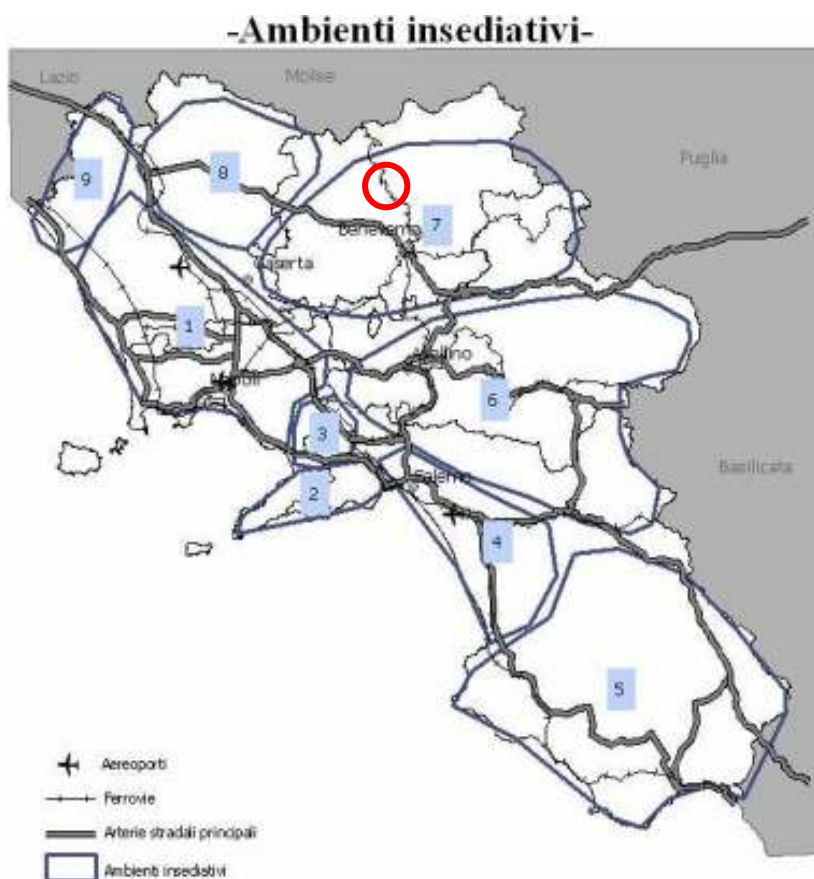 -Ambienti insediativi-
Lazio
Molise
Puglia
9
8
7
Benevento
Caserta
1
Avellino
Napoli
6
3
Basilicata
2
Salerno
4
5
Aereoporti
Ferrovie
Arterie stradali principali
Ambienti insediativi